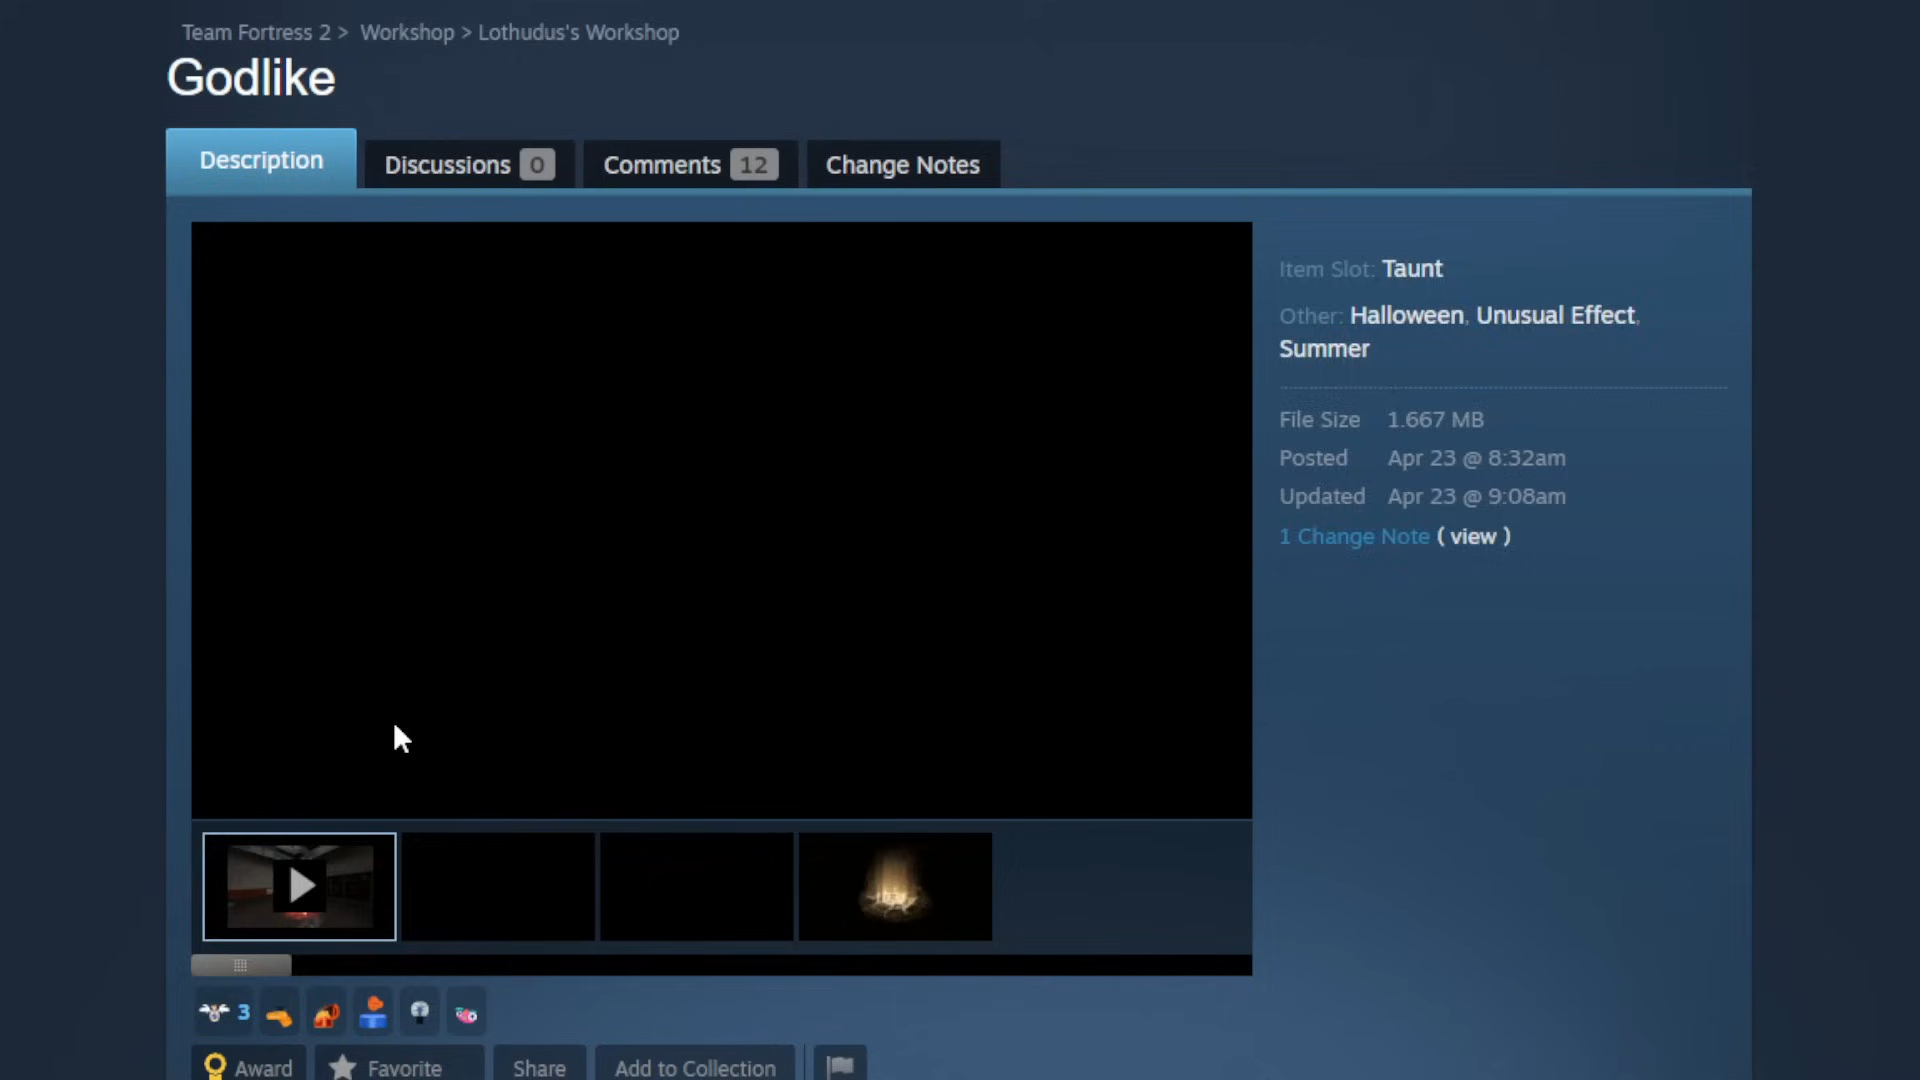 Team Fortress 2 > Workshop > Lothudus's Workshop
Godlike
Description
Discussions 0
Comments 12
Change Notes
Item Slot: Taunt
Other: Halloween, Unusual Effect,
Summer
File Size 1.667 MB
Posted Apr 23 @ 8:32am
Updated Apr 23 @ 9:08am
1 Change Note ( view )
3
Award
Favorite
Share
Add to Collection